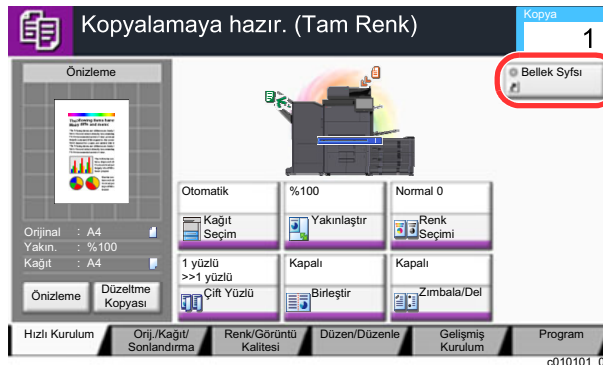 Kopyalamaya hazır. (Tam Renk)
Kopya
1
Bellek Syfsı
Önizleme
Orijinal : A4
Yakın. : %100
Kağıt : A4
Önizleme
Düzeltme
Kopyası
Otomatik
Kağıt
Seçim
%100
Yakınlaştır
Normal 0
Renk
Seçimi
1 yüzlü
>>1 yüzlü
Çift Yüzlü
Kapalı
Birleştir
Kapalı
Zımbala/Del
Hızlı Kurulum
Orij./Kağıt/
Sonlandırma
Renk/Görüntü
Kalitesi
Düzen/Düzenle
Gelişmiş
Kurulum
Program